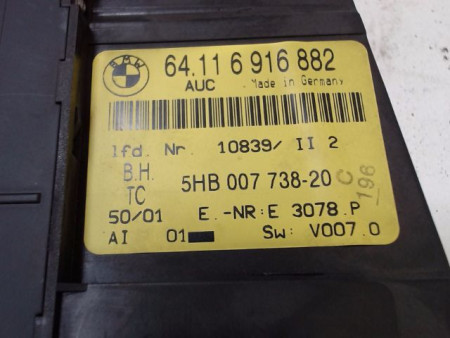 BMW
64.11 6 916 882
AUC Made in Germany
lfd. Nr. 10839/ II 2
B.H.
TC 5HB 007 738-20
C 196
50/01 E.-NR:E 3078.P
AI 01 Sw: V007.0